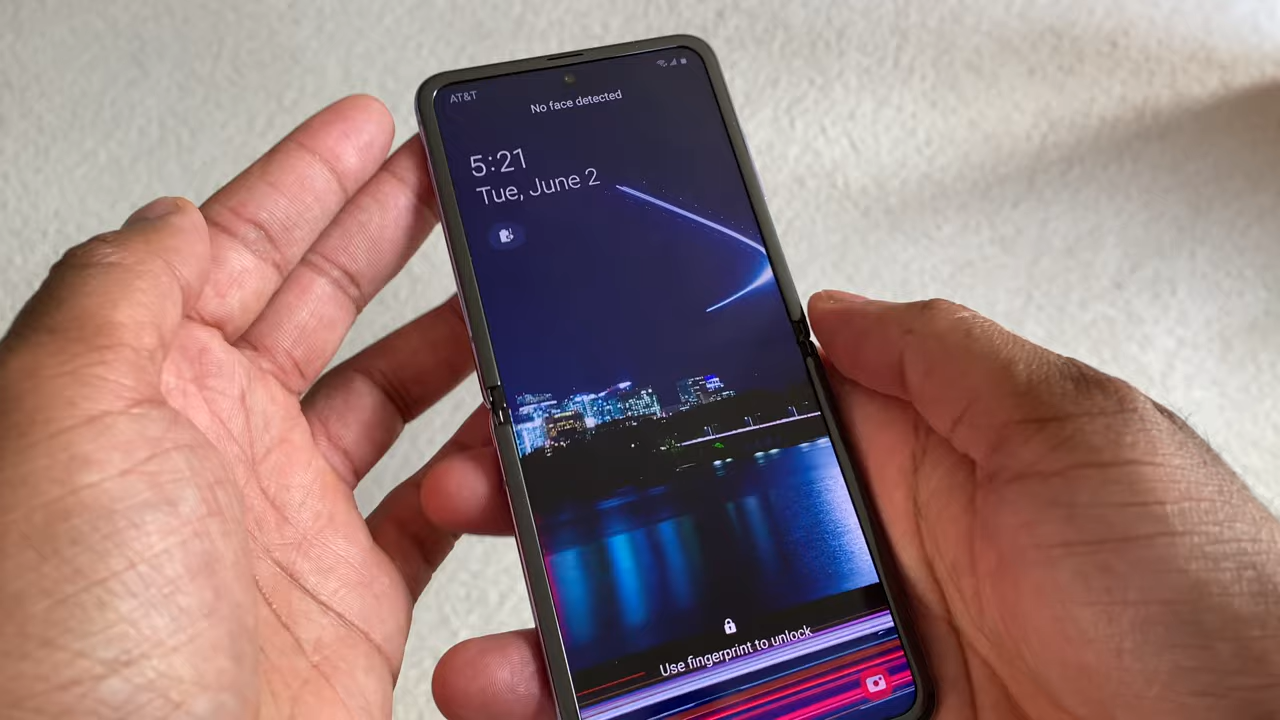 AT&T
No face detected
5:21
Tue, June 2
Use fingerprint to unlock